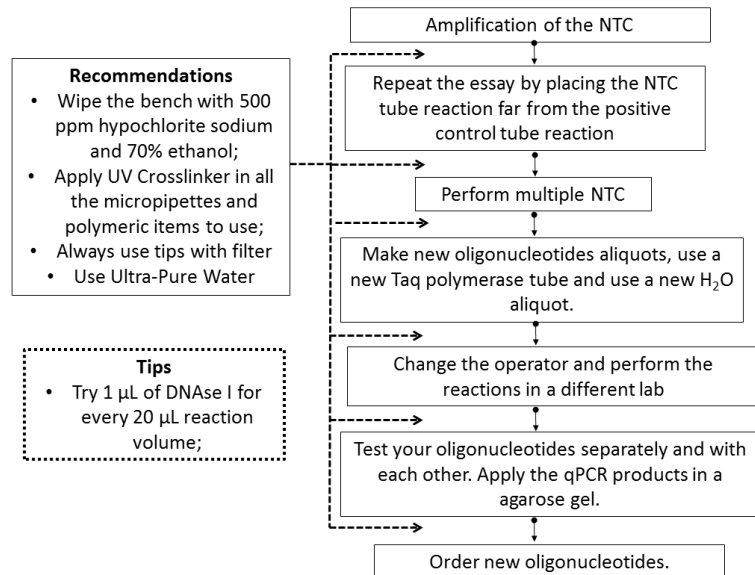 Amplification of the NTC
Recommendations
• Wipe the bench with 500
ppm hypochlorite sodium
and 70% ethanol;
• Apply UV Crosslinker in all
the micropipettes and
polymeric items to use;
• Always use tips with filter
• Use Ultra-Pure Water
Repeat the essay by placing the NTC
tube reaction far from the positive
control tube reaction
Perform multiple NTC
Make new oligonucleotides aliquots, use a
new Taq polymerase tube and use a new H₂O
aliquot.
Tips
• Try 1 µL of DNAse I for
every 20 µL reaction
volume;
Change the operator and perform the
reactions in a different lab
Test your oligonucleotides separately and with
each other. Apply the qPCR products in a
agarose gel.
Order new oligonucleotides.